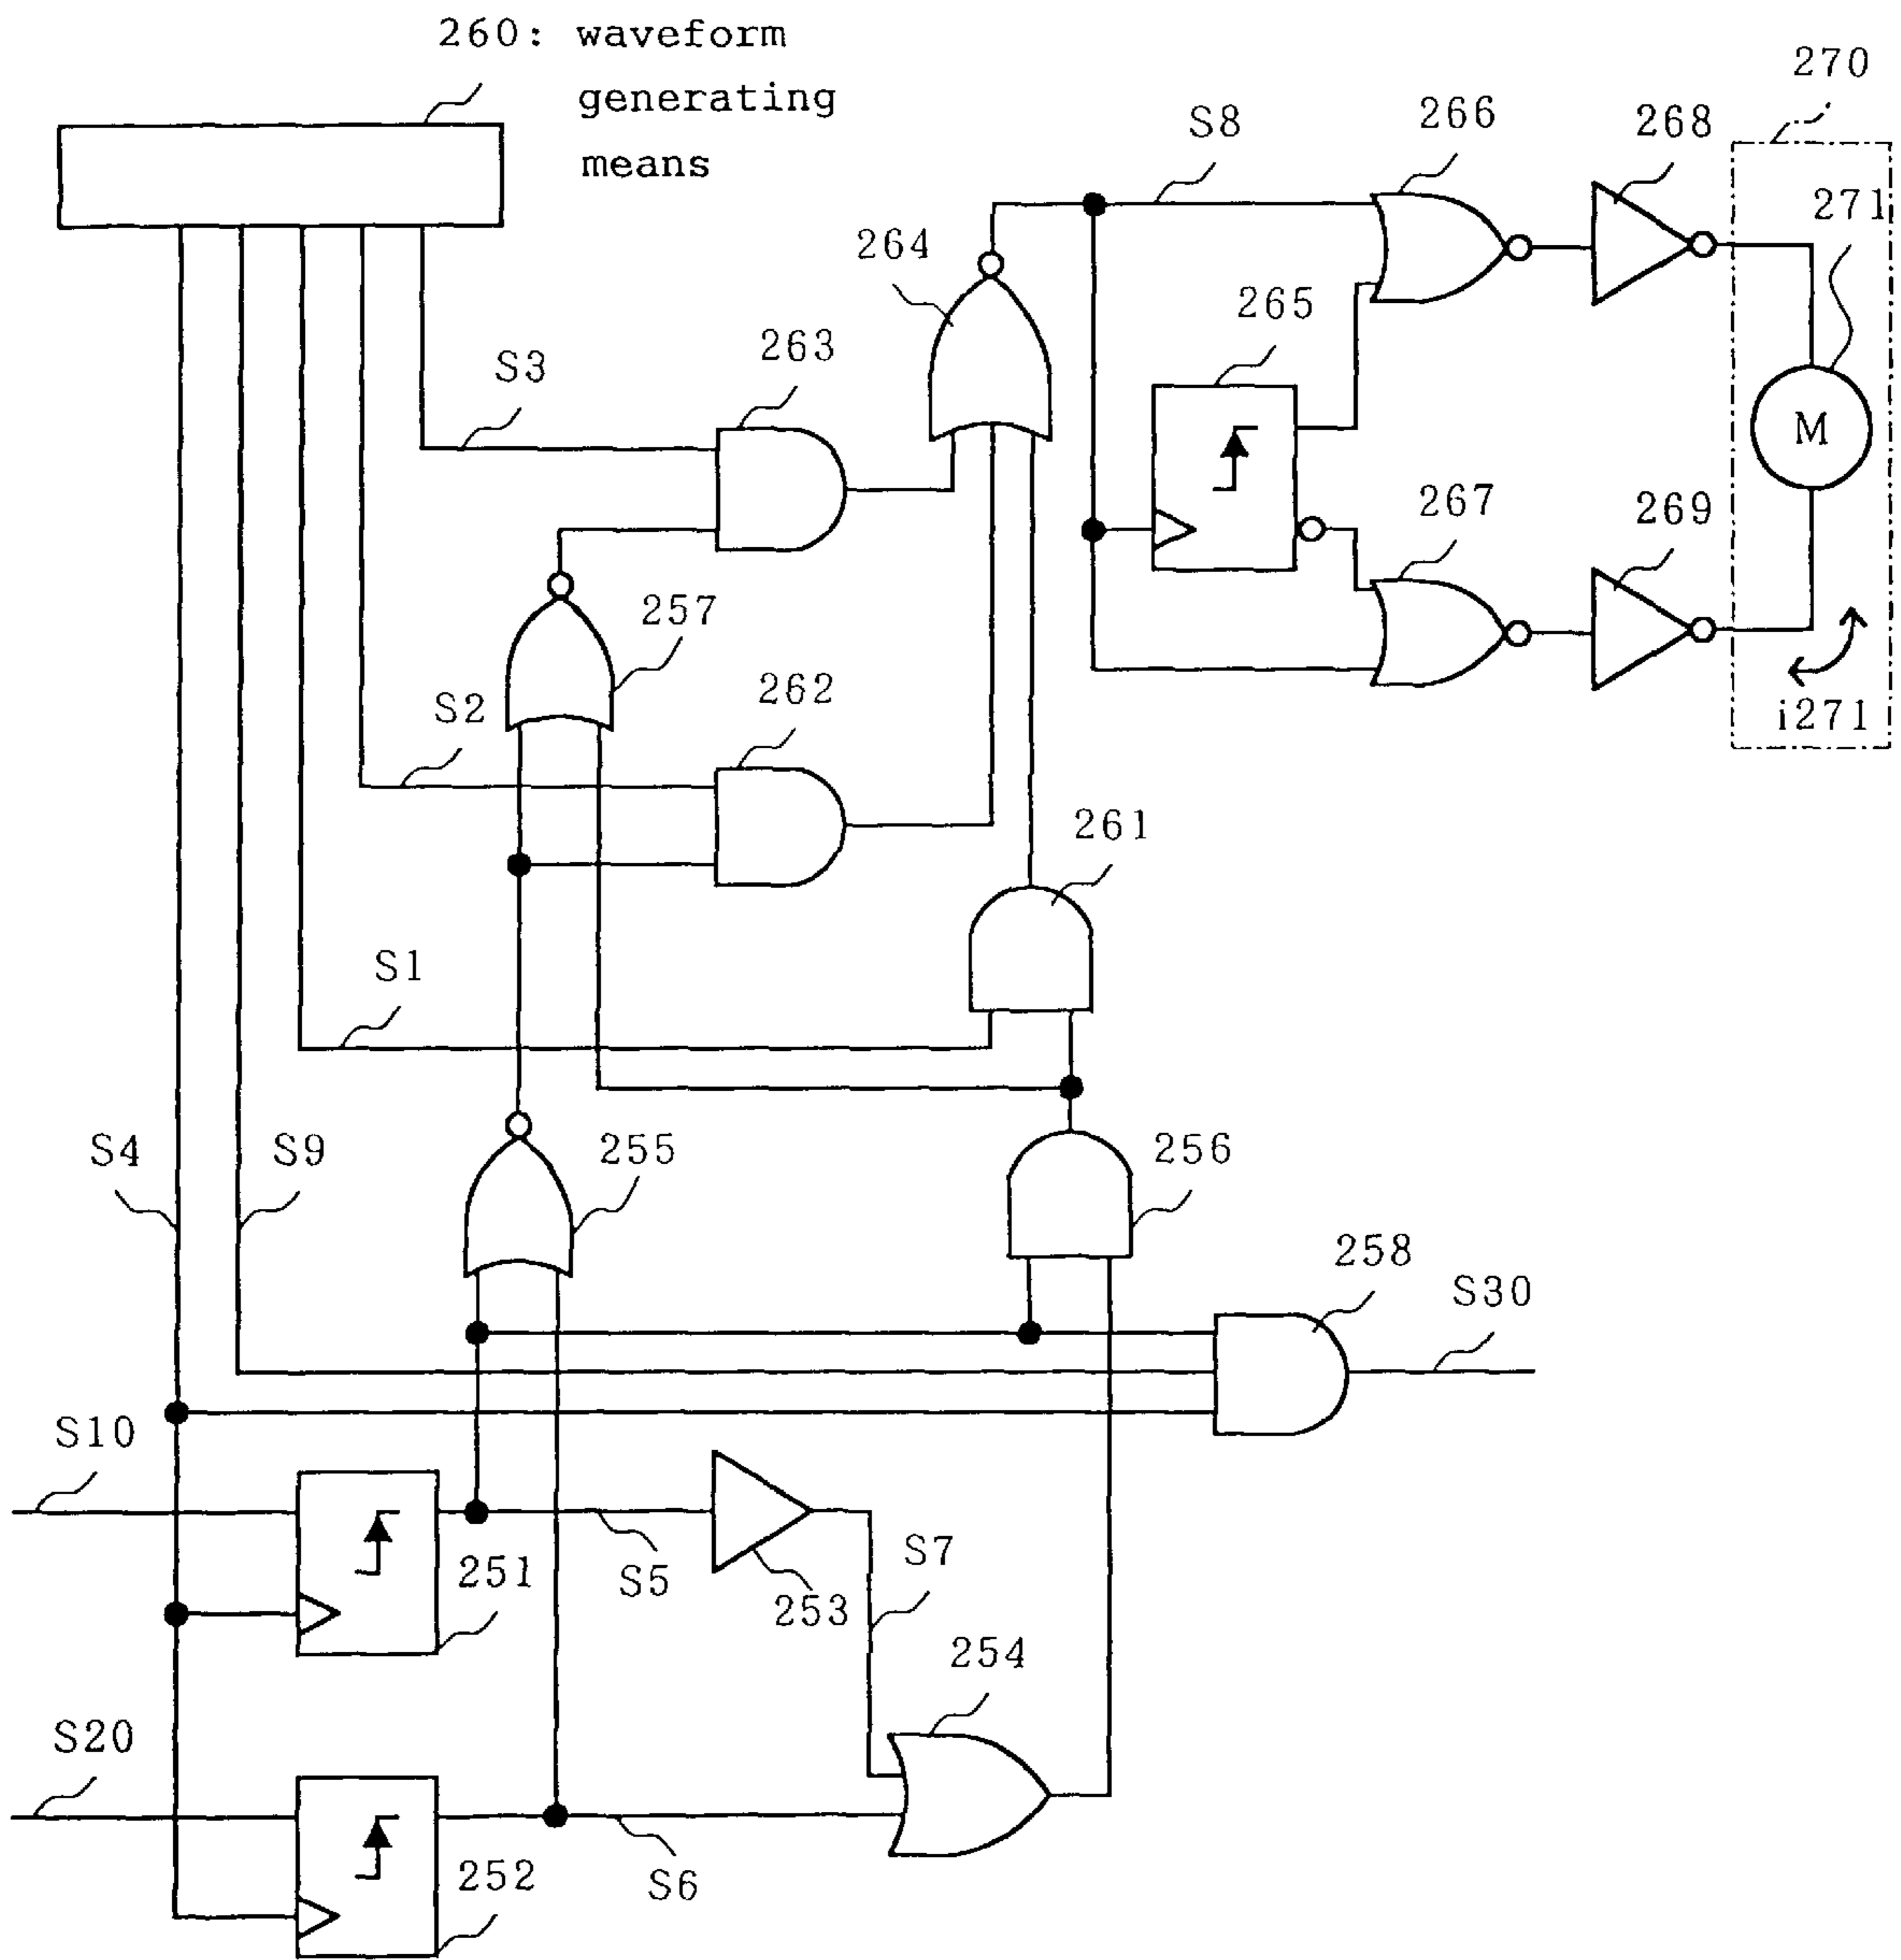 260: waveform
generating
means
270
S8
266
268
271
264
265
263
S3
M
267
269
257
S2
262
i271
261
S1
S4
S9
255
256
258
S30
S10
251
S5
S7
253
254
S20
252
S6